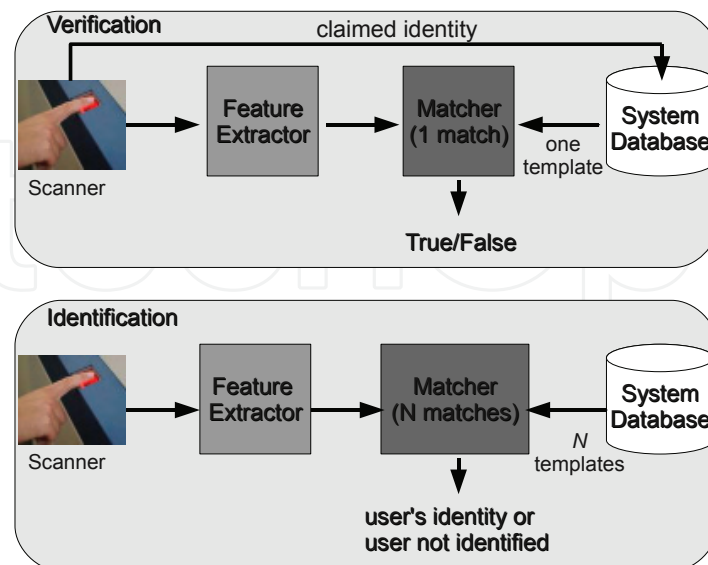 Verification
claimed identity
Feature
Extractor
Matcher
(1 match)
System
Database
one
template
Scanner
True/False
Identification
Feature
Extractor
Matcher
(N matches)
System
Database
N
templates
Scanner
user's identity or
user not identified